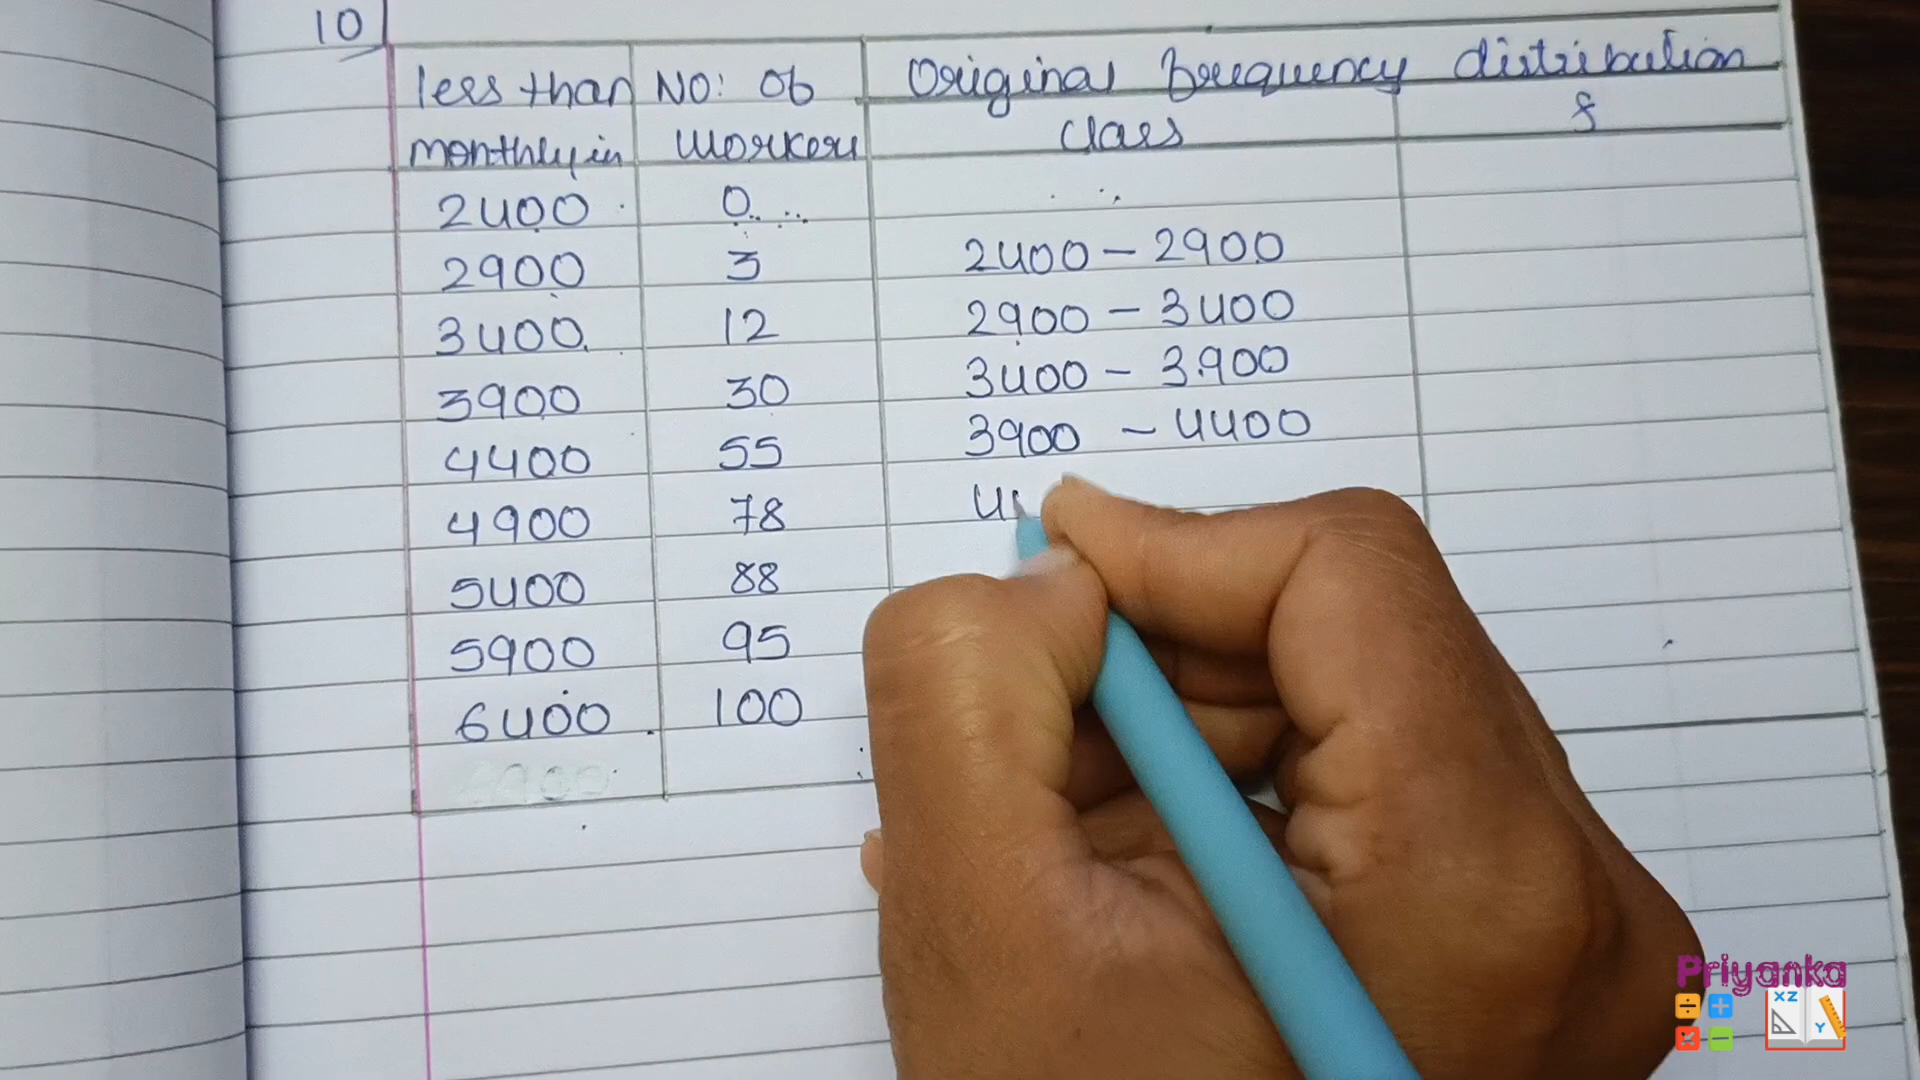 10
less than No: of Original frequency distribution
monthly in Workers class f
2400 0
2900 3 2400 - 2900
3400 12 2900 - 3400
3900 30 3400 - 3900
4400 55 3900 - 4400
4900 78 4
5400 88
5900 95
6400 100
Priyanka
XZ
Y